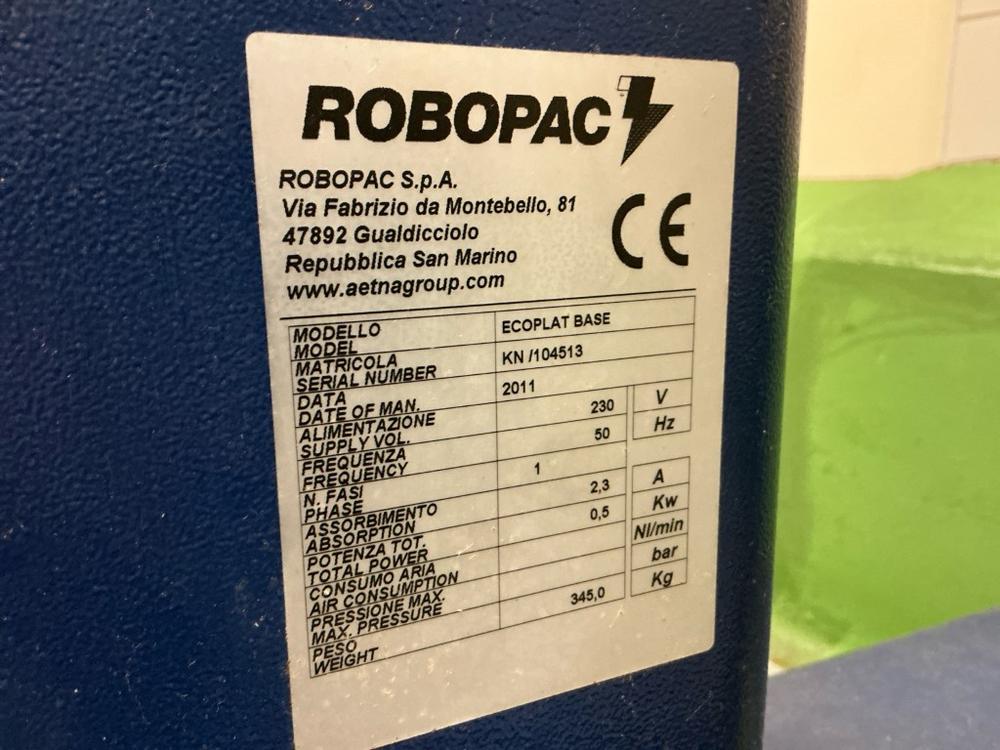 ROBOPAC
ROBOPAC S.p.A.
Via Fabrizio da Montebello, 81
47892 Gualdicciolo
Repubblica San Marino
www.aetnagroup.com
CE
MODELLO
MODEL
ECOPLAT BASE
MATRICOLA
SERIAL NUMBER
KN /104513
DATA
DATE OF MAN.
2011
ALIMENTAZIONE
SUPPLY VOL.
230 V
FREQUENZA
FREQUENCY
50 Hz
N. FASI
PHASE
1
ASSORBIMENTO
ABSORPTION
2,3 A
POTENZA TOT.
TOTAL POWER
0,5 Kw
CONSUMO ARIA
AIR CONSUMPTION
Nl/min
PRESSIONE MAX.
MAX. PRESSURE
bar
PESO
WEIGHT
345,0 Kg